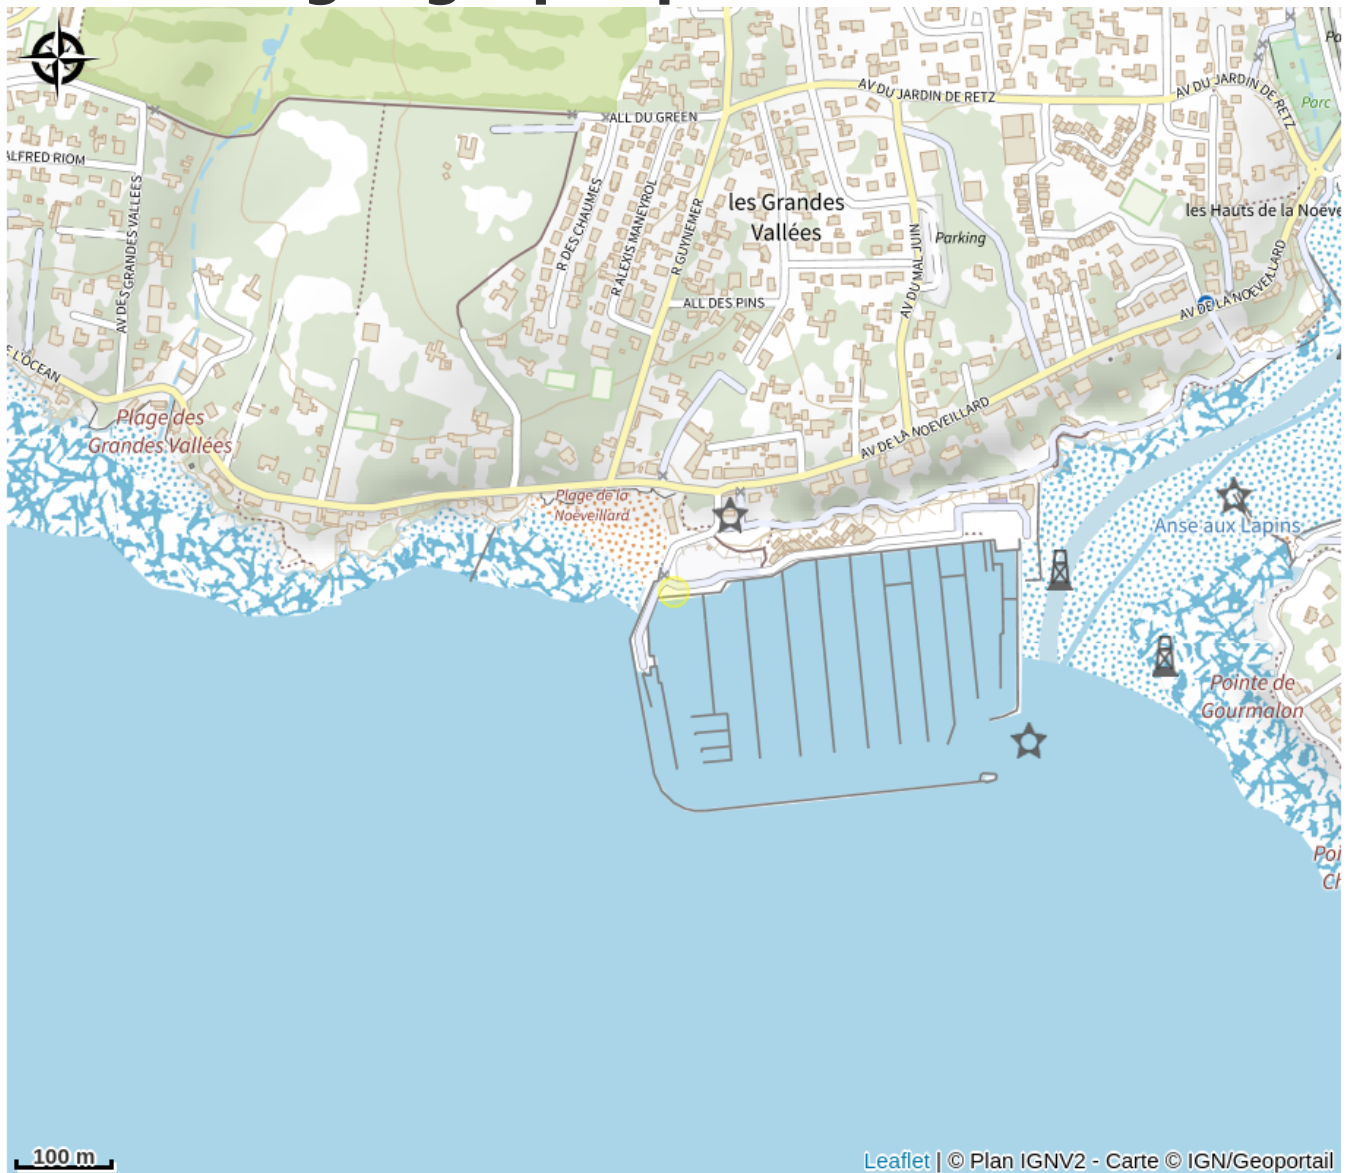 AV DU JARDIN DE RETZ
AV DU JARDIN DE RETZ
Parc
ALL DU GREEN
ALFRED RIOM
les Grandes
Vallées
les Hauts de la Noëve
Parking
AV DES GRANDES VALLEES
R DES CHAUMES
R ALEXIS MANEYROL
R GUYNEMER
AV DU MAL JUIN
ALL DES PINS
AV DE LA NOEVEILLARD
E L'OCEAN
Plage des
Grandes Vallées
AV DE LA NOEVEILLARD
Plage de la
Noëveillard
Anse aux Lapins
Pointe de
Gourmalon
Poi
Ch
100 m
Leaflet | © Plan IGNV2 - Carte © IGN/Geoportail